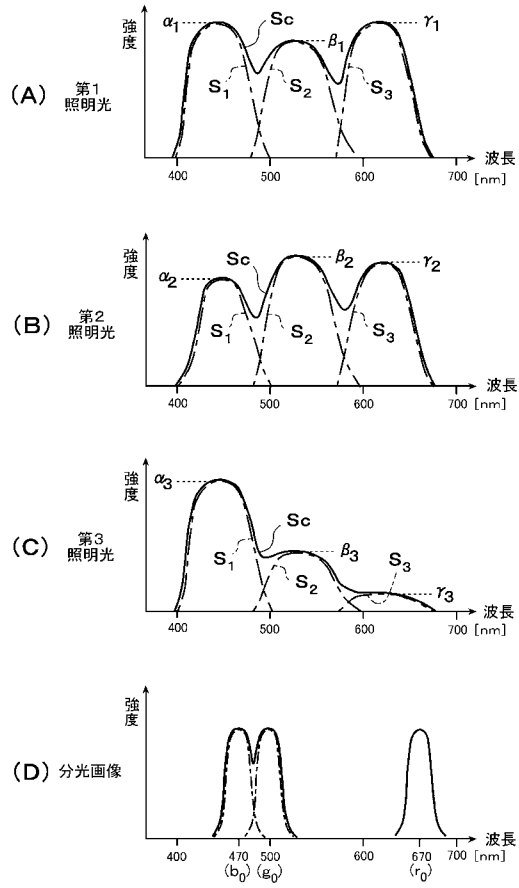 強度
α1
Sc
β1
γ1
(A) 第1
照明光
S1
S2
S3
波長
400
500
600
700
[nm]
強度
α2
Sc
β2
γ2
(B) 第2
照明光
S1
S2
S3
波長
400
500
600
700
[nm]
強度
α3
Sc
(C) 第3
照明光
S1
S2
β3
S3
γ3
波長
400
500
600
700
[nm]
強度
(D) 分光画像
波長
400
470
500
600
670
700
[nm]
(b0)
(g0)
(r0)